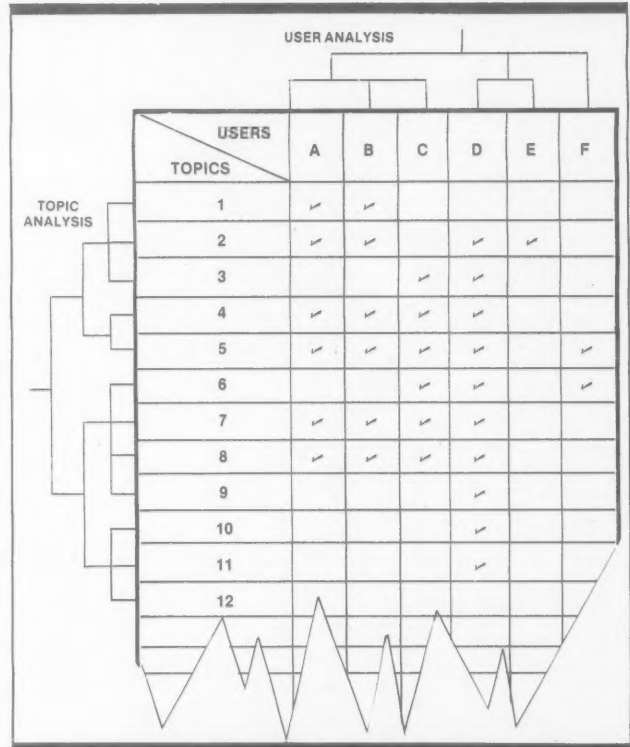 USER ANALYSIS
USERS
TOPICS
A B C D E F
TOPIC
ANALYSIS
1 ✓ ✓
2 ✓ ✓ ✓ ✓
3 ✓ ✓
4 ✓ ✓ ✓ ✓
5 ✓ ✓ ✓ ✓ ✓
6 ✓ ✓ ✓
7 ✓ ✓ ✓ ✓
8 ✓ ✓ ✓ ✓
9 ✓
10 ✓
11 ✓
12